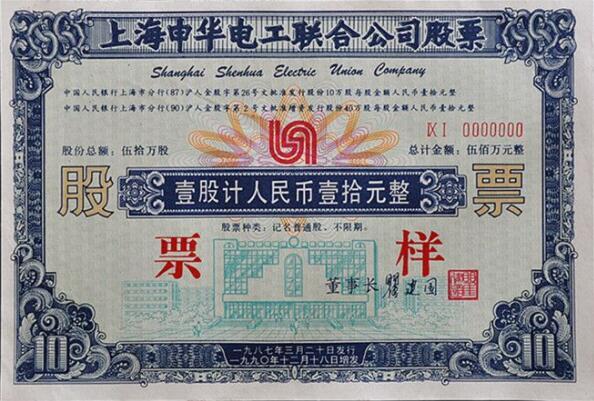 上海申华电工联合公司股票
Shanghai Shenhua Electric Union Company
中国人民银行上海市分行(87)沪人金股字第26号文批准发行股份10万股每股金额人民币壹拾元整
中国人民银行上海市分行(90)沪人金股字第2号文批准增资发行股份40万股每股金额人民币壹拾元整
KI 0000000
股份总额：伍拾万股
总计金额：伍佰万元整
股
壹股计人民币壹拾元整
票
股票种类：记名普通股、不限期。
票
样
董事长 瞿建国
10
一九八七年三月二十日发行
一九九〇年十二月十八日增发
10